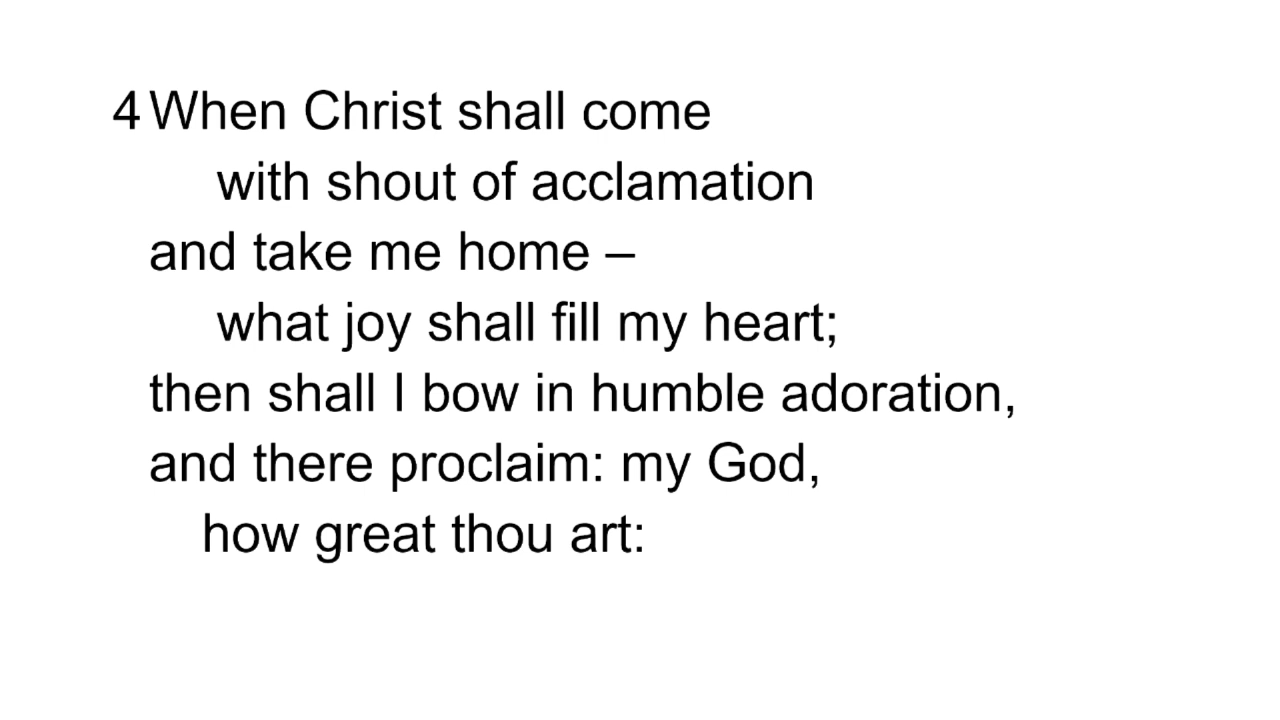 4 When Christ shall come
with shout of acclamation
and take me home –
what joy shall fill my heart;
then shall I bow in humble adoration,
and there proclaim: my God,
how great thou art: